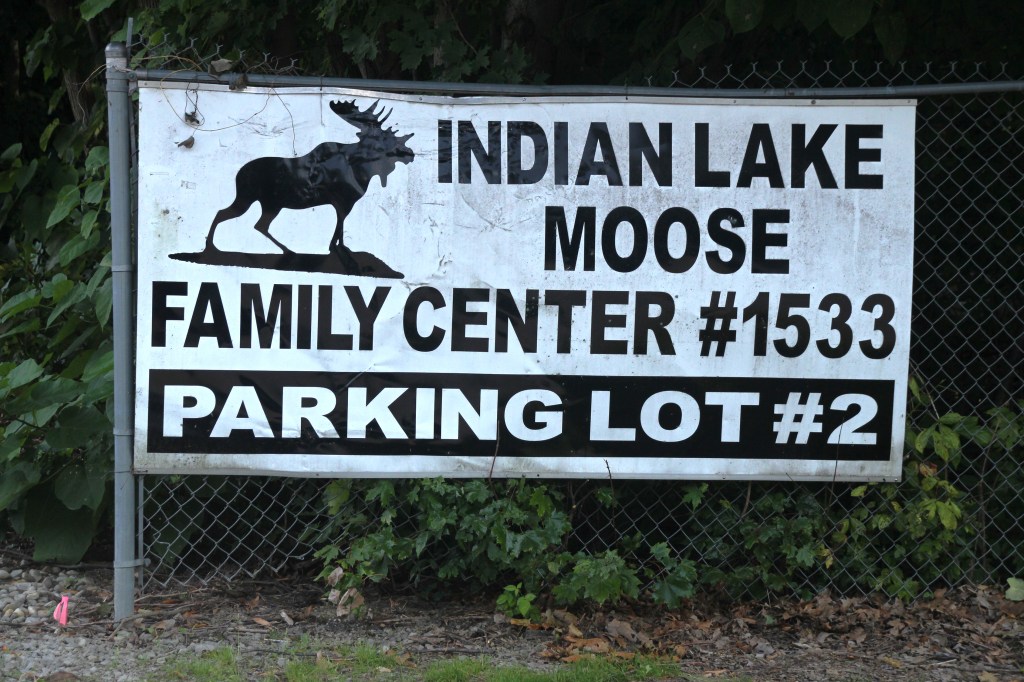 INDIAN LAKE
MOOSE
FAMILY CENTER #1533
PARKING LOT #2